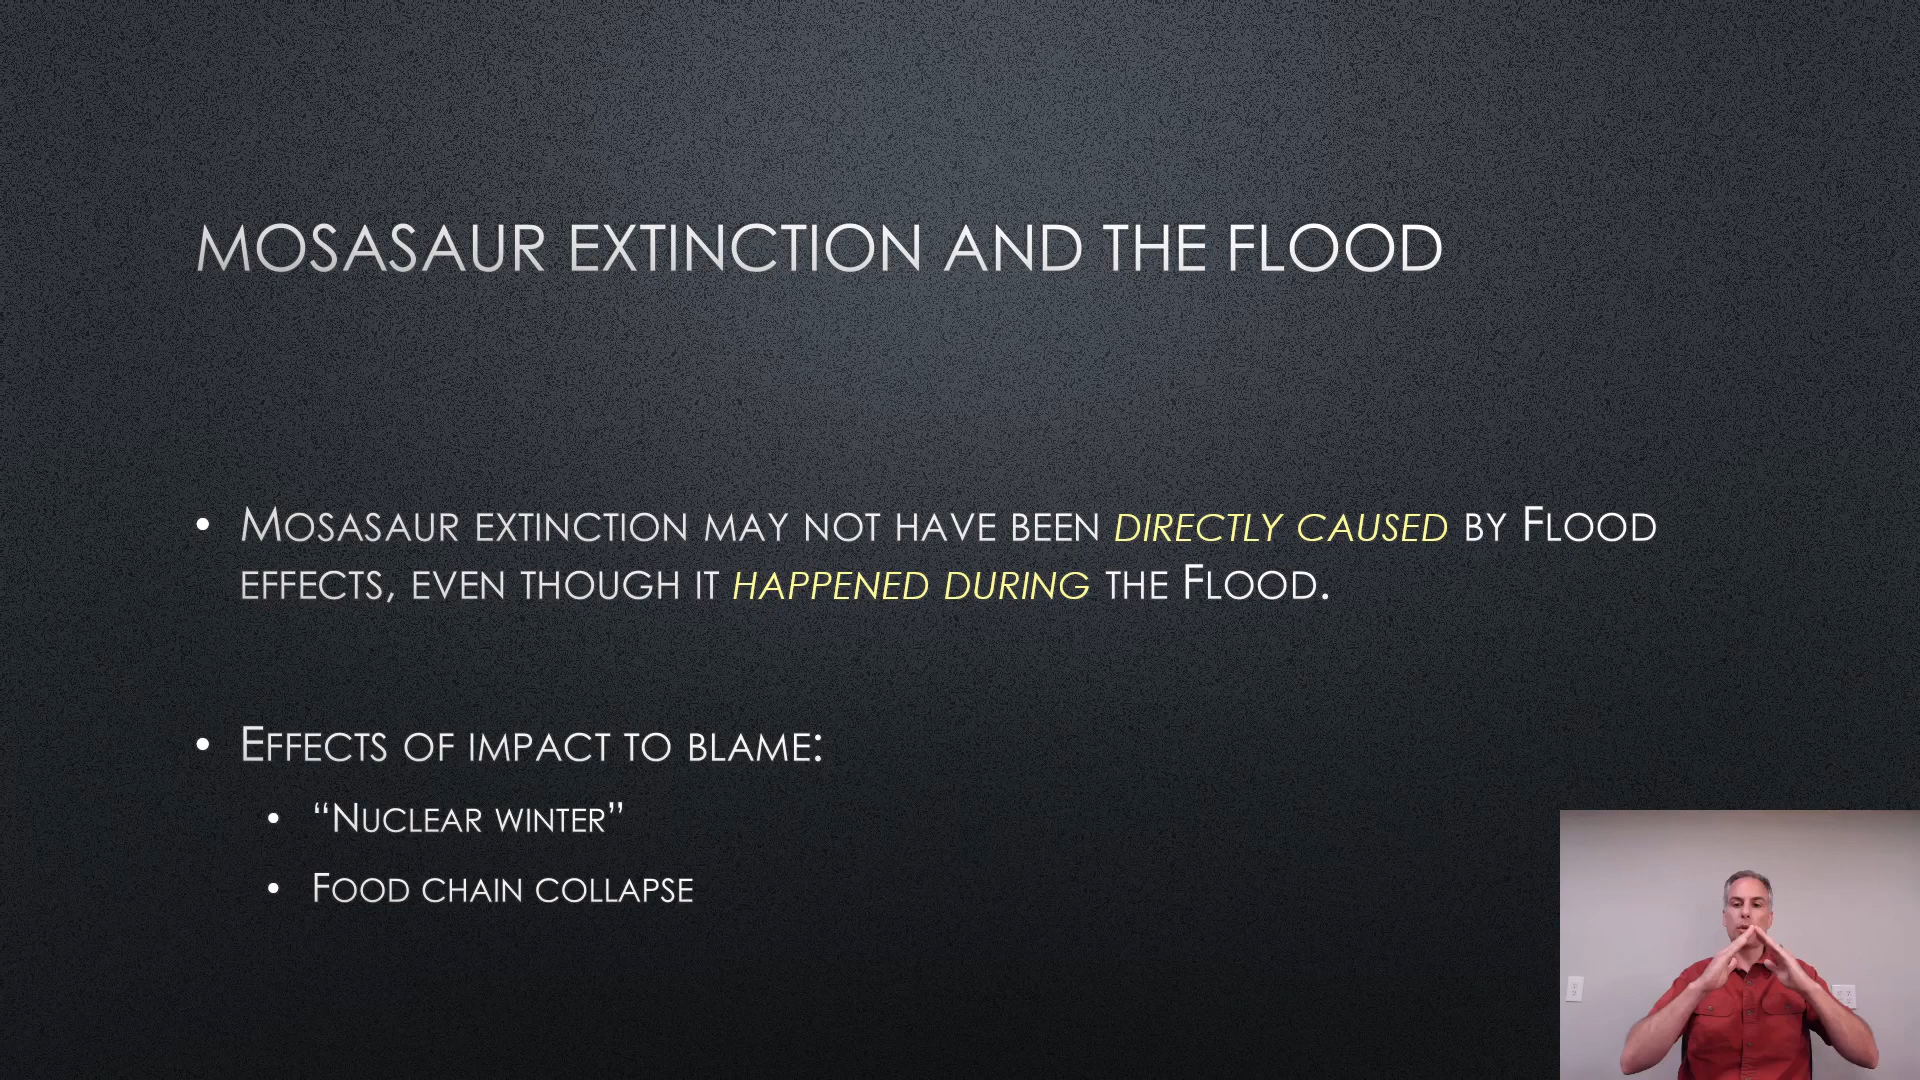 MOSASAUR EXTINCTION AND THE FLOOD
• MOSASAUR EXTINCTION MAY NOT HAVE BEEN DIRECTLY CAUSED BY FLOOD
EFFECTS, EVEN THOUGH IT HAPPENED DURING THE FLOOD.
• EFFECTS OF IMPACT TO BLAME:
• “NUCLEAR WINTER”
• FOOD CHAIN COLLAPSE